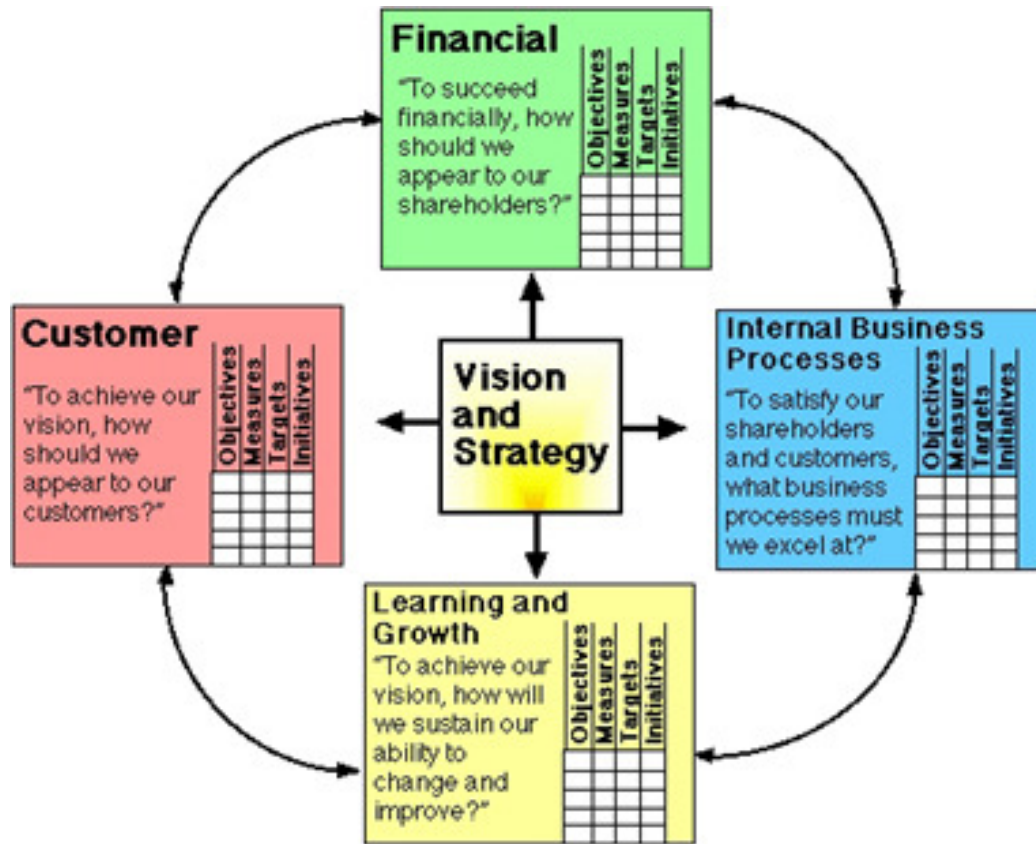 Financial
“To succeed
financially, how
should we
appear to our
shareholders?”
Objectives
Measures
Targets
Initiatives
Customer
“To achieve our
vision, how
should we
appear to our
customers?”
Objectives
Measures
Targets
Initiatives
Vision
and
Strategy
Internal Business
Processes
“To satisfy our
shareholders
and customers,
what business
processes must
we excel at?”
Objectives
Measures
Targets
Initiatives
Learning and
Growth
“To achieve our
vision, how will
we sustain our
ability to
change and
improve?”
Objectives
Measures
Targets
Initiatives